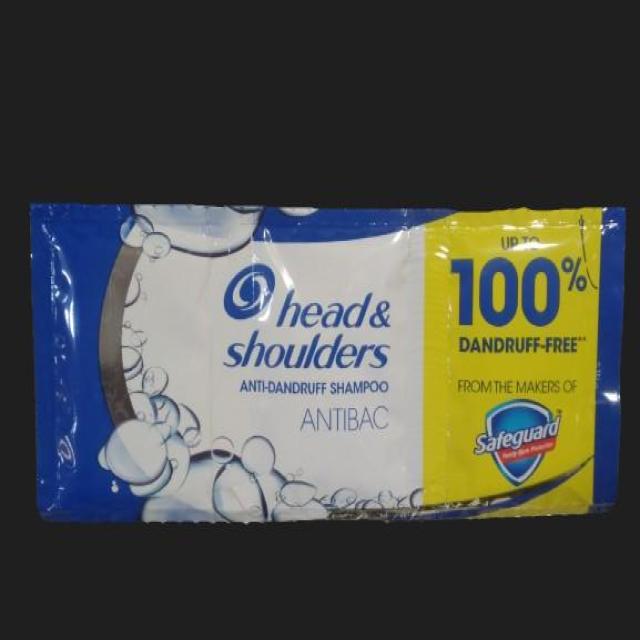 head &
shoulders
ANTI-DANDRUFF SHAMPOO
ANTIBAC
UP TO
100%
DANDRUFF-FREE**
FROM THE MAKERS OF
Safeguard